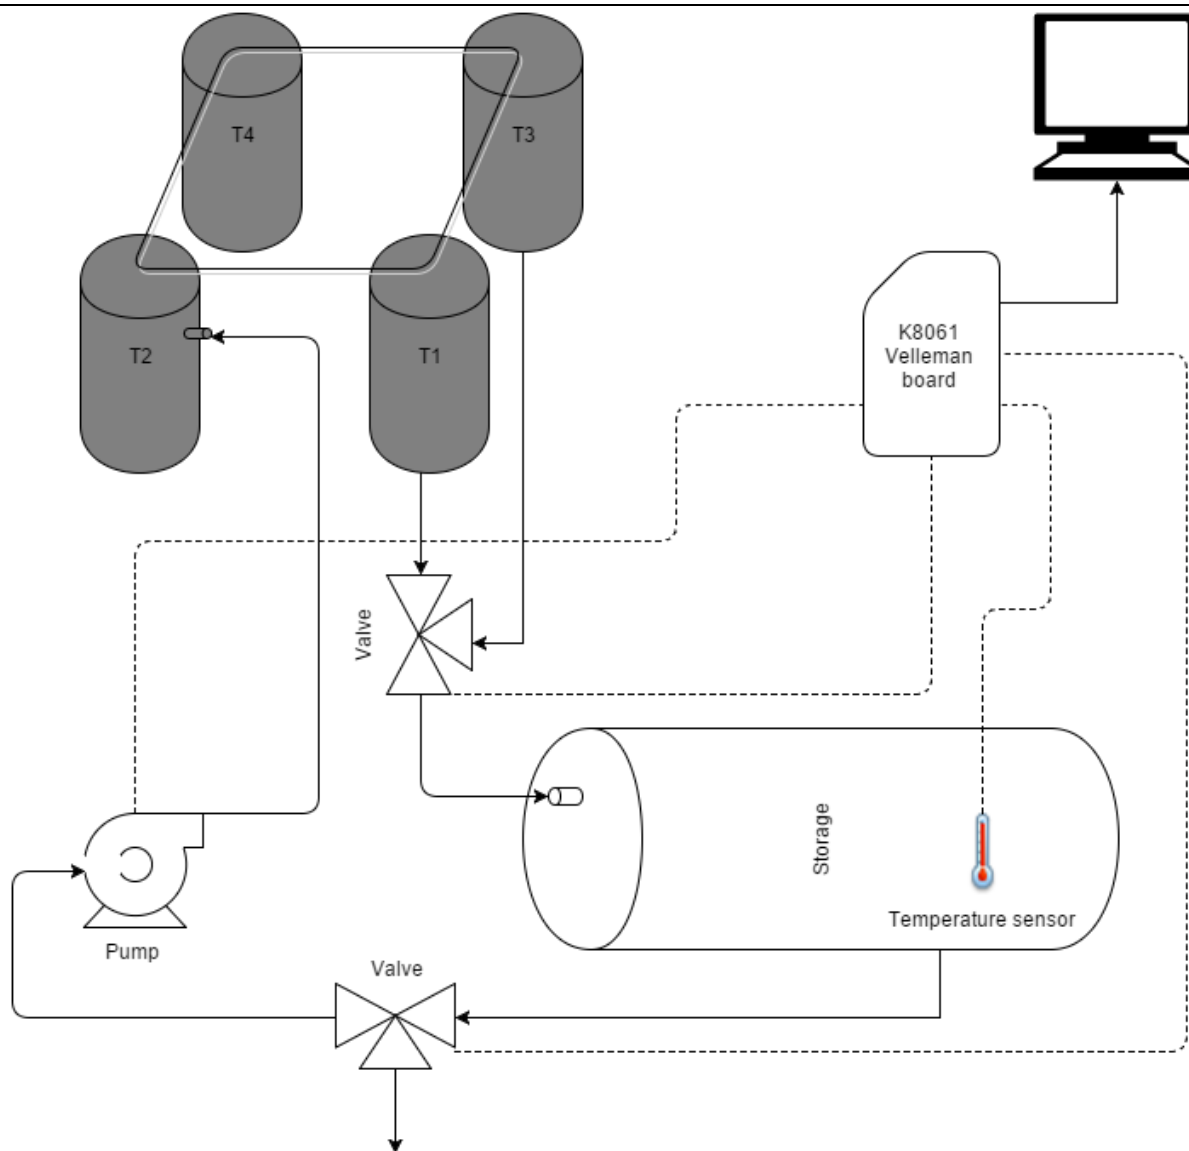 T4
T3
T2
T1
K8061
Velleman
board
Valve
Storage
Temperature sensor
Pump
Valve